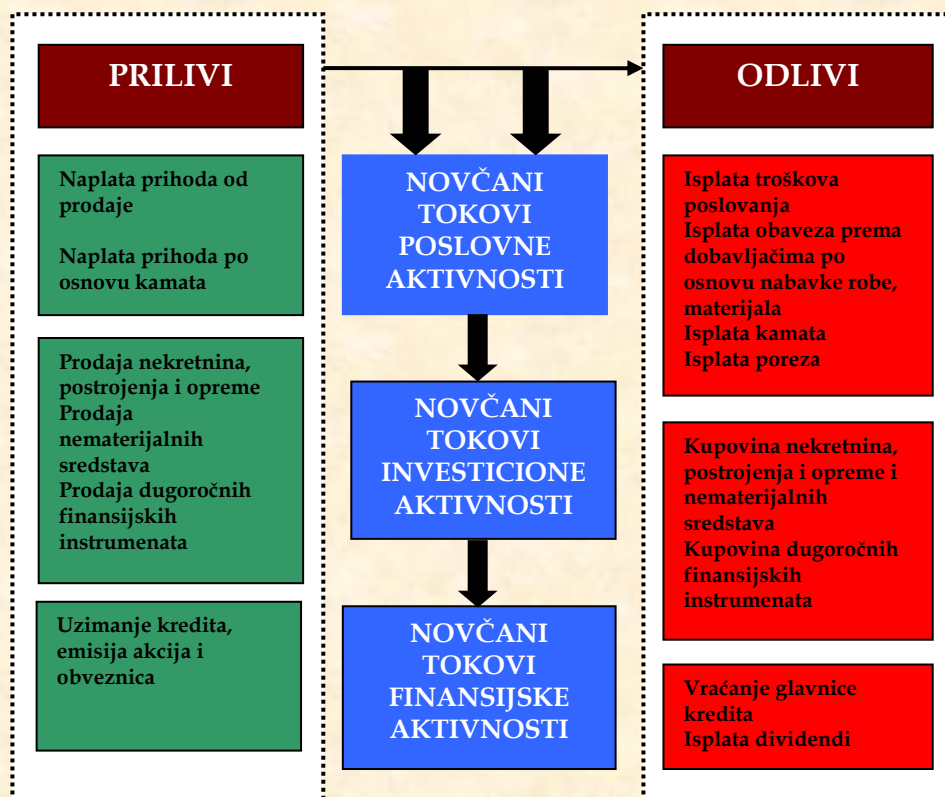 PRILIVI
ODLIVI
Naplata prihoda od
prodaje
Naplata prihoda po
osnovu kamata
NOVČANI
TOKOVI
POSLOVNE
AKTIVNOSTI
Isplata troškova
poslovanja
Isplata obaveza prema
dobavljačima po
osnovu nabavke robe,
materijala
Isplata kamata
Isplata poreza
Prodaja nekretnina,
postrojenja i opreme
Prodaja
nematerijalnih
sredstava
Prodaja dugoročnih
finansijskih
instrumenata
NOVČANI
TOKOVI
INVESTICIONE
AKTIVNOSTI
Kupovina nekretnina,
postrojenja i opreme i
nematerijalnih
sredstava
Kupovina dugoročnih
finansijskih
instrumenata
Uzimanje kredita,
emisija akcija i
obveznica
NOVČANI
TOKOVI
FINANSIJSKE
AKTIVNOSTI
Vraćanje glavnice
kredita
Isplata dividendi